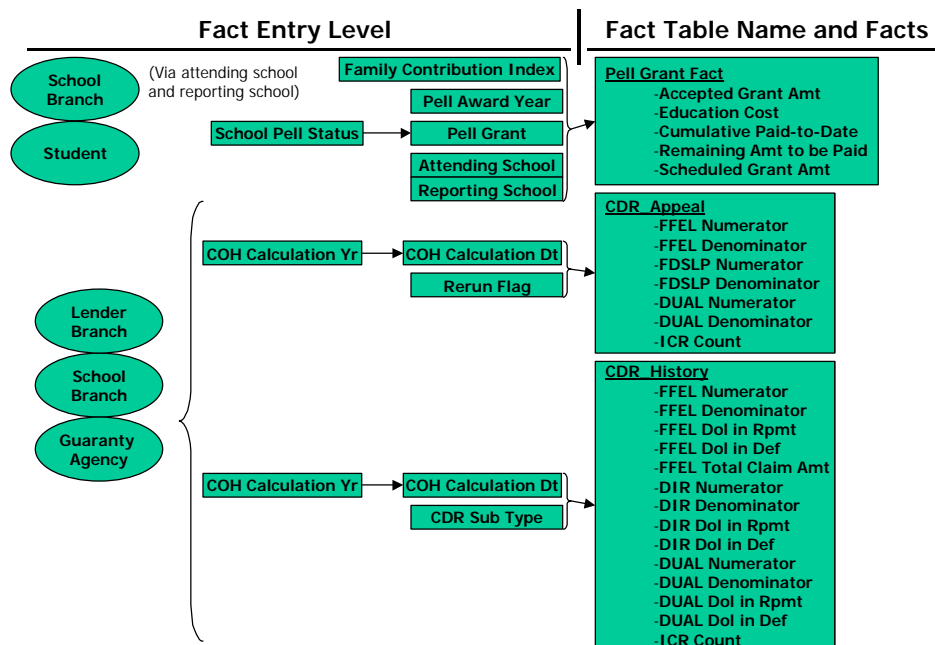 Fact Entry Level
Fact Table Name and Facts
School
Branch
Student
(Via attending school
and reporting school)
Family Contribution Index
Pell Award Year
School Pell Status
Pell Grant
Attending School
Reporting School
Pell Grant Fact
-Accepted Grant Amt
-Education Cost
-Cumulative Paid-to-Date
-Remaining Amt to be Paid
-Scheduled Grant Amt
COH Calculation Yr
COH Calculation Dt
Rerun Flag
CDR_Appeal
-FFEL Numerator
-FFEL Denominator
-FDSLP Numerator
-FDSLP Denominator
-DUAL Numerator
-DUAL Denominator
-ICR Count
Lender
Branch
School
Branch
Guaranty
Agency
COH Calculation Yr
COH Calculation Dt
CDR Sub Type
CDR_History
-FFEL Numerator
-FFEL Denominator
-FFEL Dol in Rpmt
-FFEL Dol in Def
-FFEL Total Claim Amt
-DIR Numerator
-DIR Denominator
-DIR Dol in Rpmt
-DIR Dol in Def
-DUAL Numerator
-DUAL Denominator
-DUAL Dol in Rpmt
-DUAL Dol in Def
-ICR Count